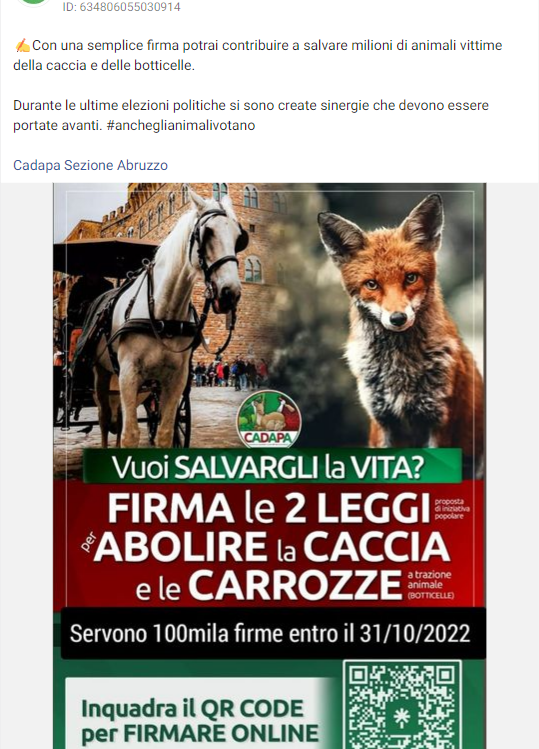 ID: 634806055030914
✍️Con una semplice firma potrai contribuire a salvare milioni di animali vittime
della caccia e delle botticelle.
Durante le ultime elezioni politiche si sono create sinergie che devono essere
portate avanti. #ancheglianimalivotano
Cadapa Sezione Abruzzo
CADAPA
Vuoi SALVARGLI la VITA?
FIRMA le 2 LEGGI proposta
di iniziativa
popolare
per ABOLIRE la CACCIA
e le CARROZZE a trazione
animale
(BOTTICELLE)
Servono 100mila firme entro il 31/10/2022
Inquadra il QR CODE
per FIRMARE ONLINE